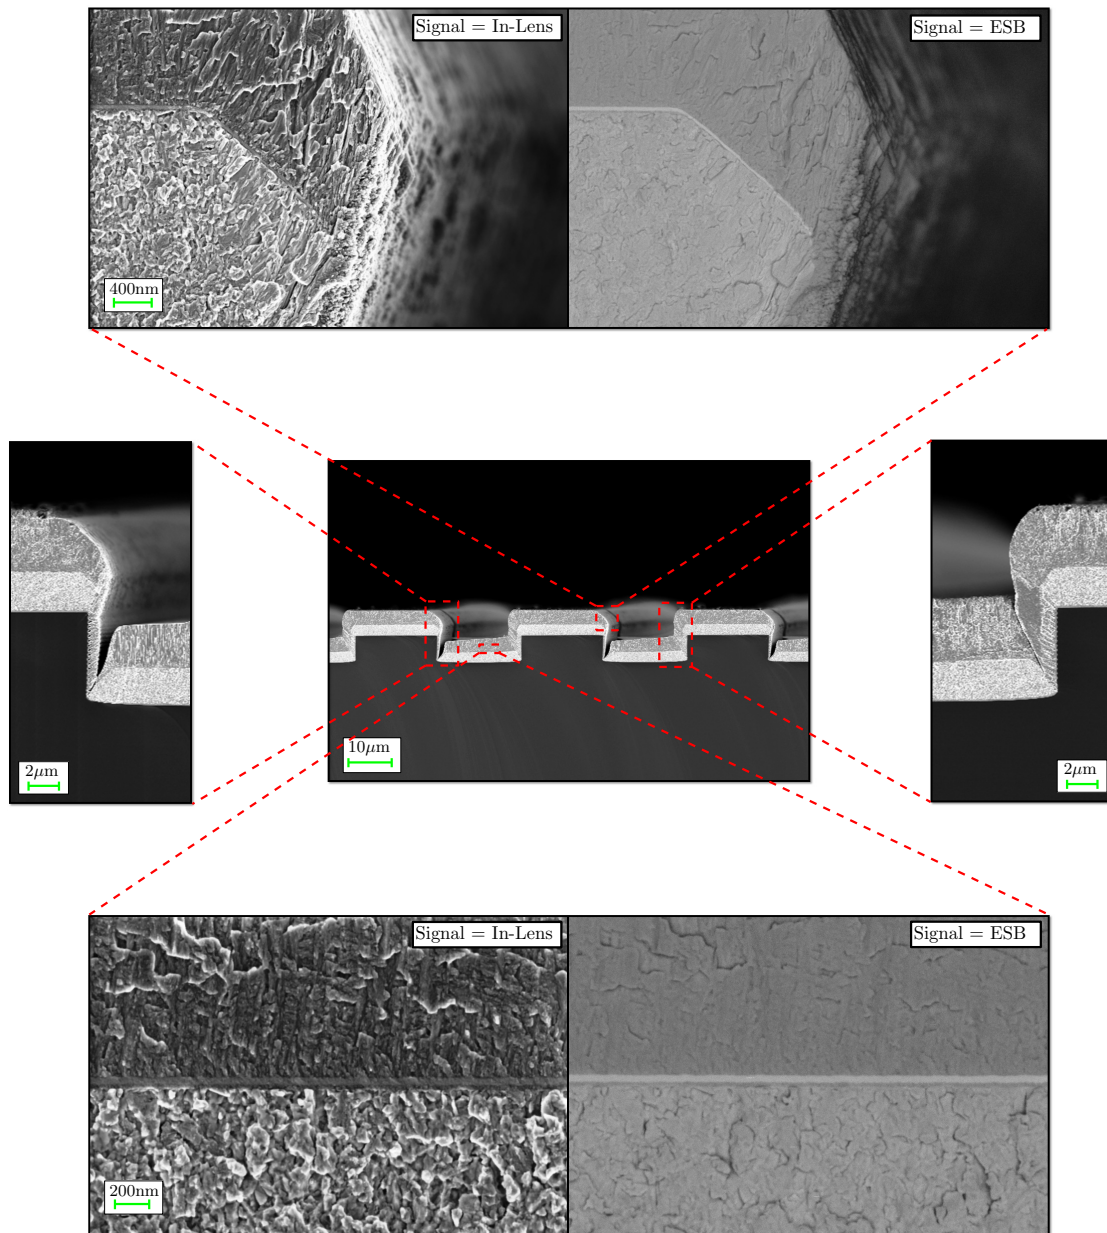 Signal = In-Lens
Signal = ESB
400nm
2μm
10μm
2μm
Signal = In-Lens
Signal = ESB
200nm